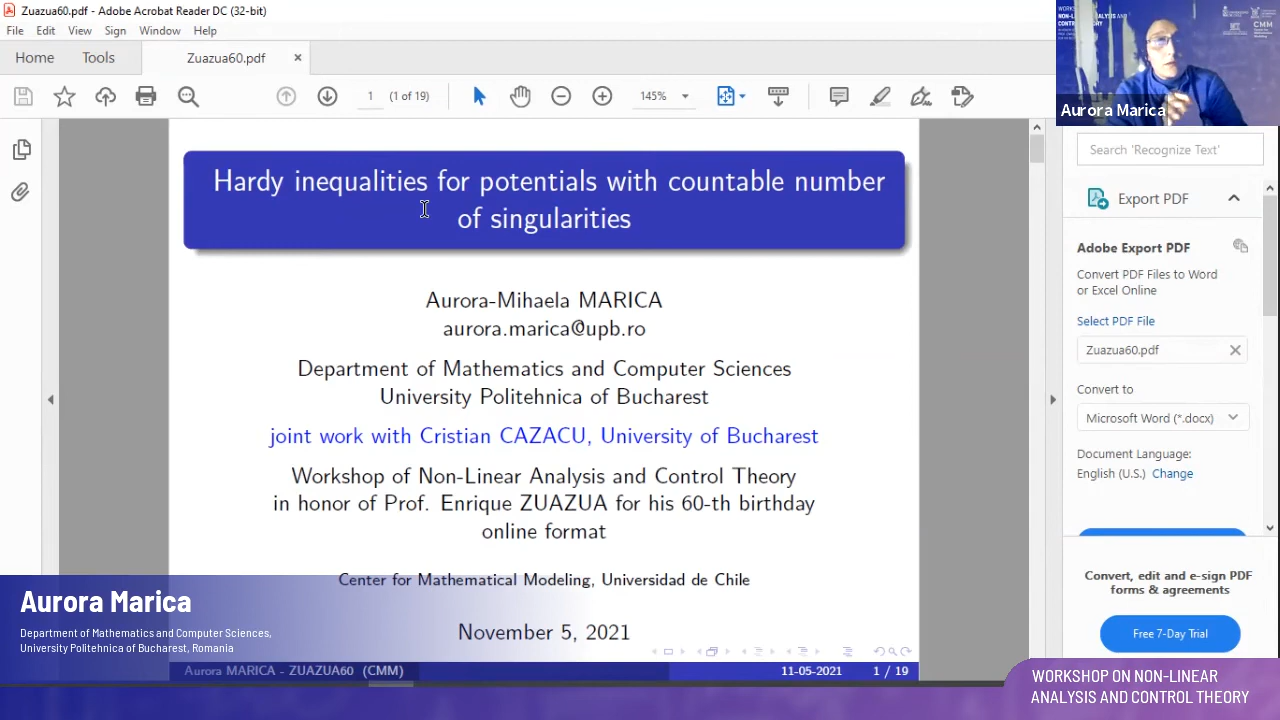 Zuazua60.pdf - Adobe Acrobat Reader DC (32-bit)
File Edit View Sign Window Help
Home Tools Zuazua60.pdf
1 (1 of 19) 145%
Hardy inequalities for potentials with countable number
of singularities
Aurora-Mihaela MARICA
aurora.marica@upb.ro
Department of Mathematics and Computer Sciences
University Politehnica of Bucharest
joint work with Cristian CAZACU, University of Bucharest
Workshop of Non-Linear Analysis and Control Theory
in honor of Prof. Enrique ZUAZUA for his 60-th birthday
online format
Center for Mathematical Modeling, Universidad de Chile
November 5, 2021
Aurora MARICA - ZUAZUA60 (CMM) 11-05-2021 1 / 19
CMM
Aurora Marica
Search 'Recognize Text'
Export PDF
Adobe Export PDF
Convert PDF Files to Word
or Excel Online
Select PDF File
Zuazua60.pdf
Convert to
Microsoft Word (*.docx)
Document Language:
English (U.S.) Change
Convert, edit and e-sign PDF
forms & agreements
Free 7-Day Trial
Aurora Marica
Department of Mathematics and Computer Sciences,
University Politehnica of Bucharest, Romania
WORKSHOP ON NON-LINEAR
ANALYSIS AND CONTROL THEORY